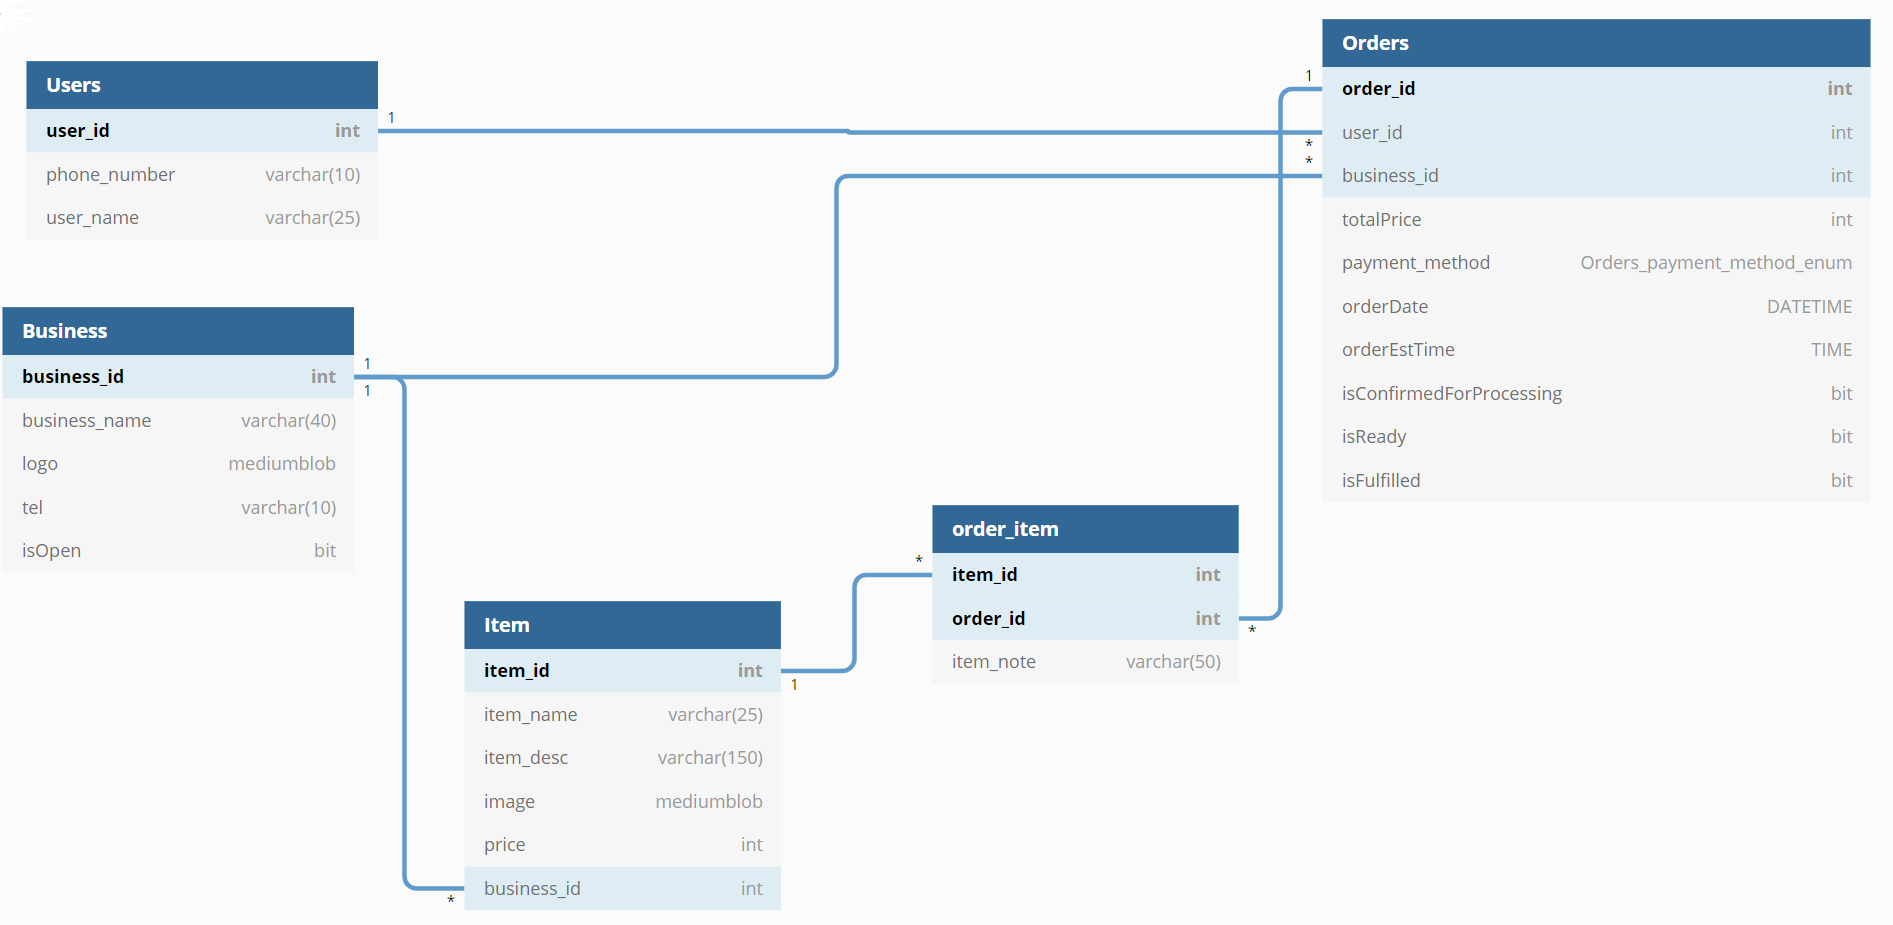 Users
user_id int
phone_number varchar(10)
user_name varchar(25)
1
Business
business_id int
business_name varchar(40)
logo mediumblob
tel varchar(10)
isOpen bit
1
1
Item
item_id int
item_name varchar(25)
item_desc varchar(150)
image mediumblob
price int
business_id int
1
*
order_item
item_id int
order_id int
item_note varchar(50)
*
*
Orders
order_id int
user_id int
business_id int
totalPrice int
payment_method Orders_payment_method_enum
orderDate DATETIME
orderEstTime TIME
isConfirmedForProcessing bit
isReady bit
isFulfilled bit
1
*
*